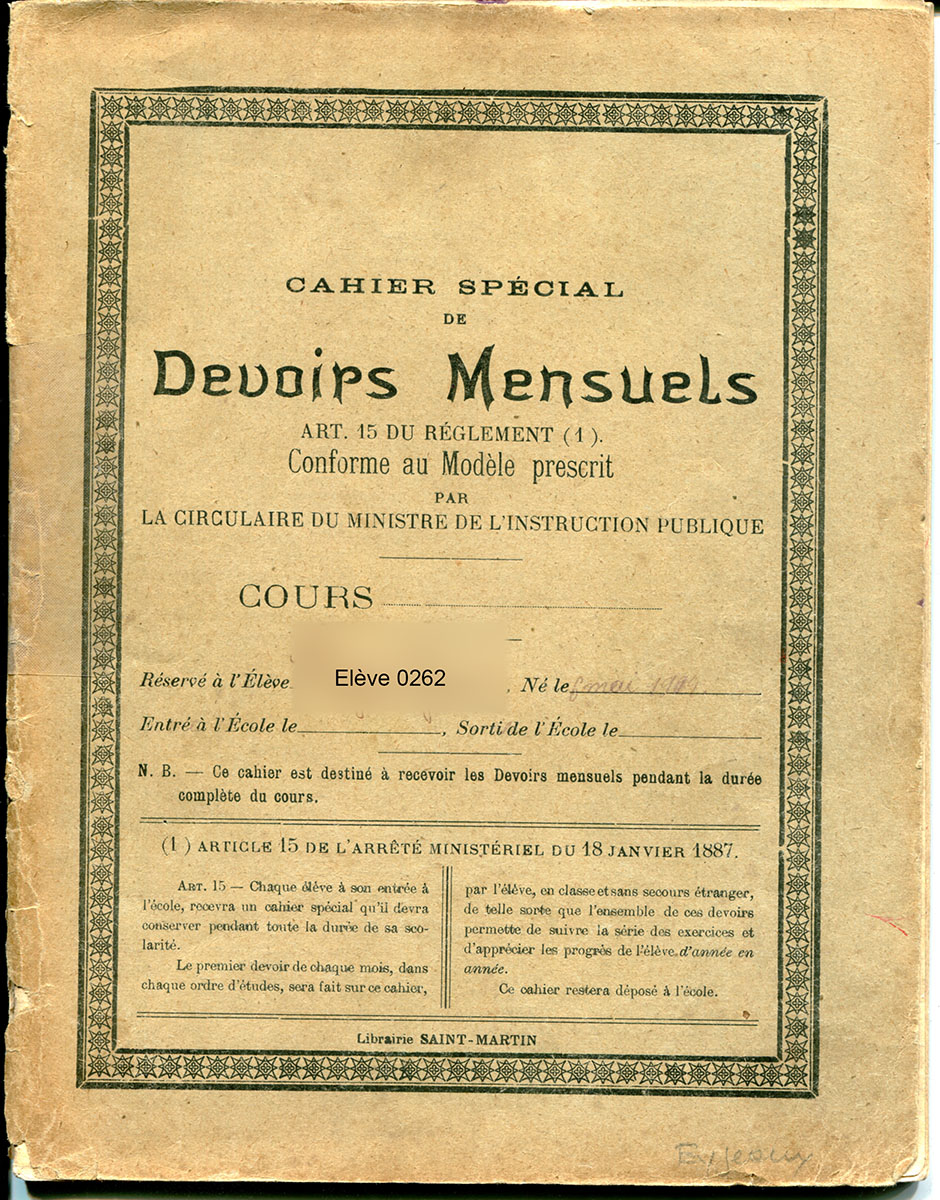 CAHIER SPÉCIAL
DE
Devoirs Mensuels
ART. 15 DU RÉGLEMENT (1).
Conforme au Modèle prescrit
PAR
LA CIRCULAIRE DU MINISTRE DE L'INSTRUCTION PUBLIQUE
COURS
Réservé à l'Élève Elève 0262, Né le mai
Entré à l'École le , Sorti de l'École le
N. B. — Ce cahier est destiné à recevoir les Devoirs mensuels pendant la durée
complète du cours.
(1) ARTICLE 15 DE L'ARRÊTÉ MINISTÉRIEL DU 18 JANVIER 1887.
ART. 15 — Chaque élève à son entrée à
l'école, recevra un cahier spécial qu'il devra
conserver pendant toute la durée de sa sco-
larité.
Le premier devoir de chaque mois, dans
chaque ordre d'études, sera fait sur ce cahier,
par l'élève, en classe et sans secours étranger,
de telle sorte que l'ensemble de ces devoirs
permette de suivre la série des exercices et
d'apprécier les progrès de l'élève d'année en
année.
Ce cahier restera déposé à l'école.
Librairie SAINT-MARTIN